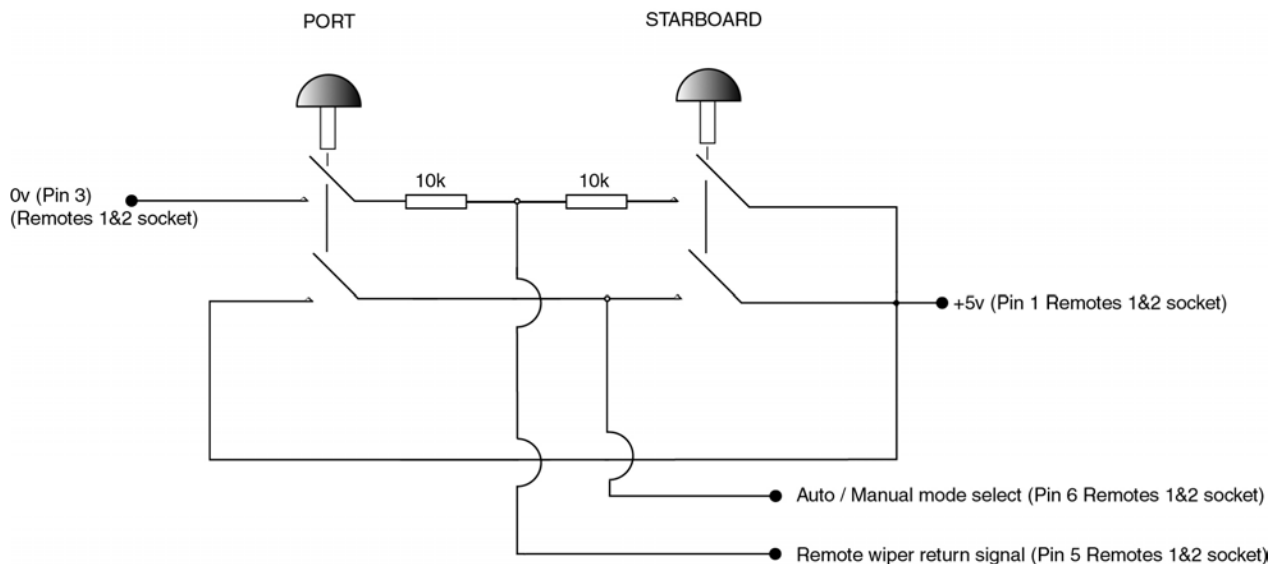 PORT
STARBOARD
0v (Pin 3)
(Remotes 1&2 socket)
10k
10k
+5v (Pin 1 Remotes 1&2 socket)
Auto / Manual mode select (Pin 6 Remotes 1&2 socket)
Remote wiper return signal (Pin 5 Remotes 1&2 socket)